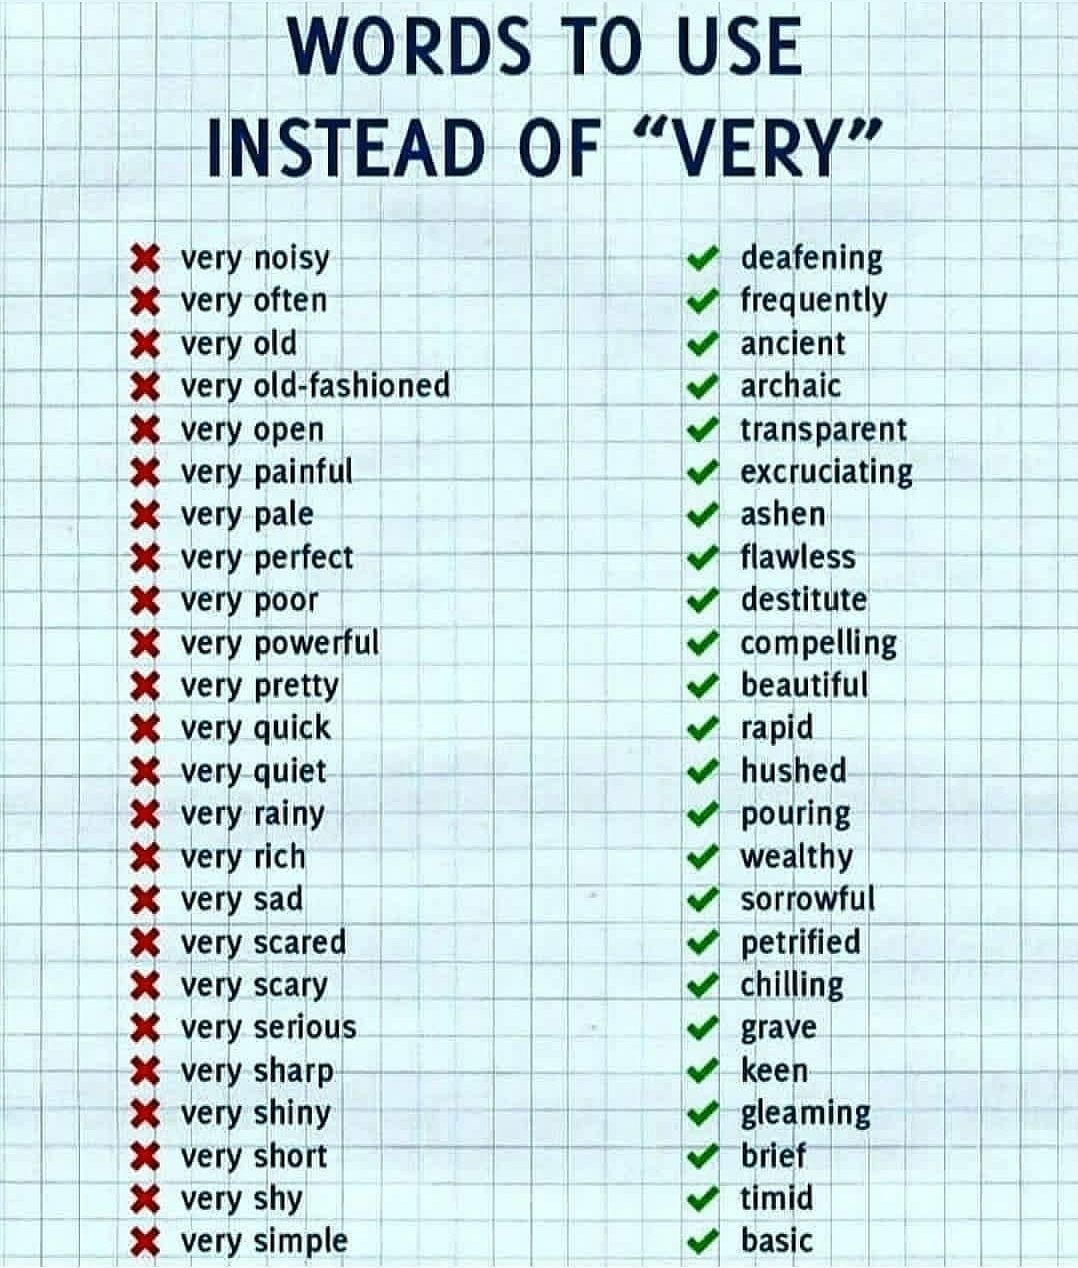 WORDS TO USE
INSTEAD OF “VERY”
very noisy deafening
very often frequently
very old ancient
very old-fashioned archaic
very open transparent
very painful excruciating
very pale ashen
very perfect flawless
very poor destitute
very powerful compelling
very pretty beautiful
very quick rapid
very quiet hushed
very rainy pouring
very rich wealthy
very sad sorrowful
very scared petrified
very scary chilling
very serious grave
very sharp keen
very shiny gleaming
very short brief
very shy timid
very simple basic